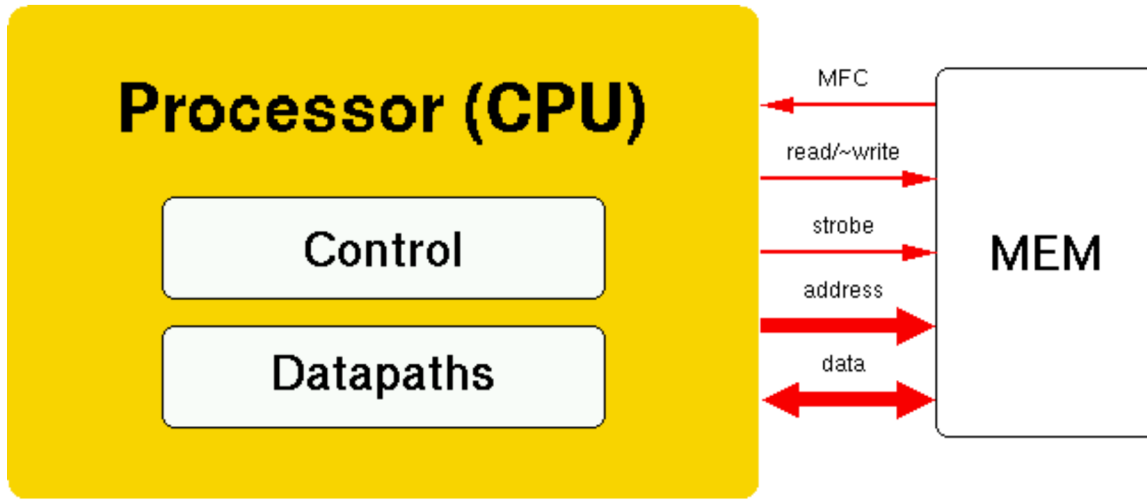 Processor (CPU)
Control
Datapaths
MFC
read/~write
strobe
address
data
MEM